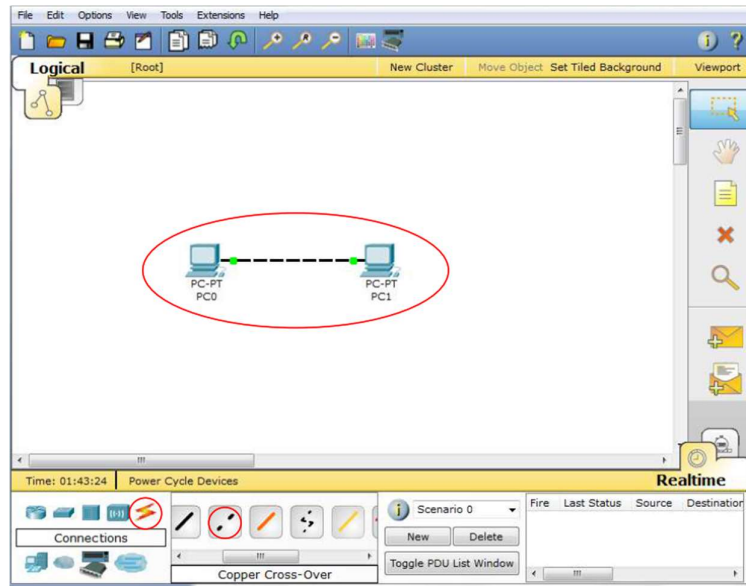 File Edit Options View Tools Extensions Help
Logical [Root] New Cluster Move Object Set Tiled Background Viewport
PC-PT
PC0
PC-PT
PC1
Time: 01:43:24 Power Cycle Devices Realtime
Connections
Copper Cross-Over
Scenario 0
New Delete
Toggle PDU List Window
Fire Last Status Source Destination